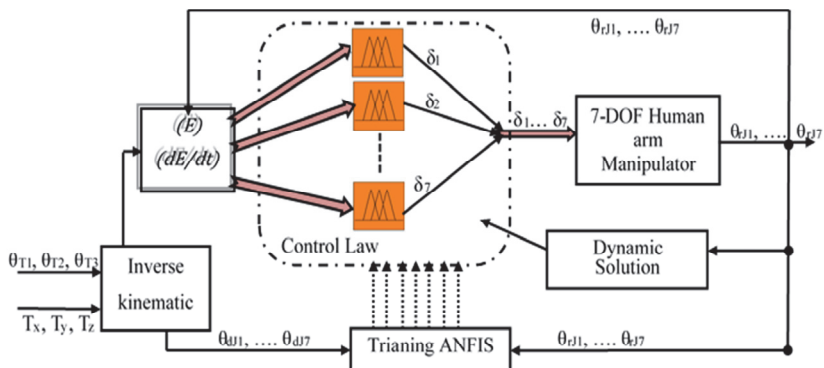 θrJ1, …. θrJ7
(E)
(dE/dt)
δ1
δ2
δ7
δ1… δ7
7-DOF Human
arm
Manipulator
θrJ1, …. θrJ7
Control Law
Dynamic
Solution
θT1, θT2, θT3
Inverse
kinematic
Tx, Ty, Tz
θdJ1, …. θdJ7
Trianing ANFIS
θrJ1, …. θrJ7